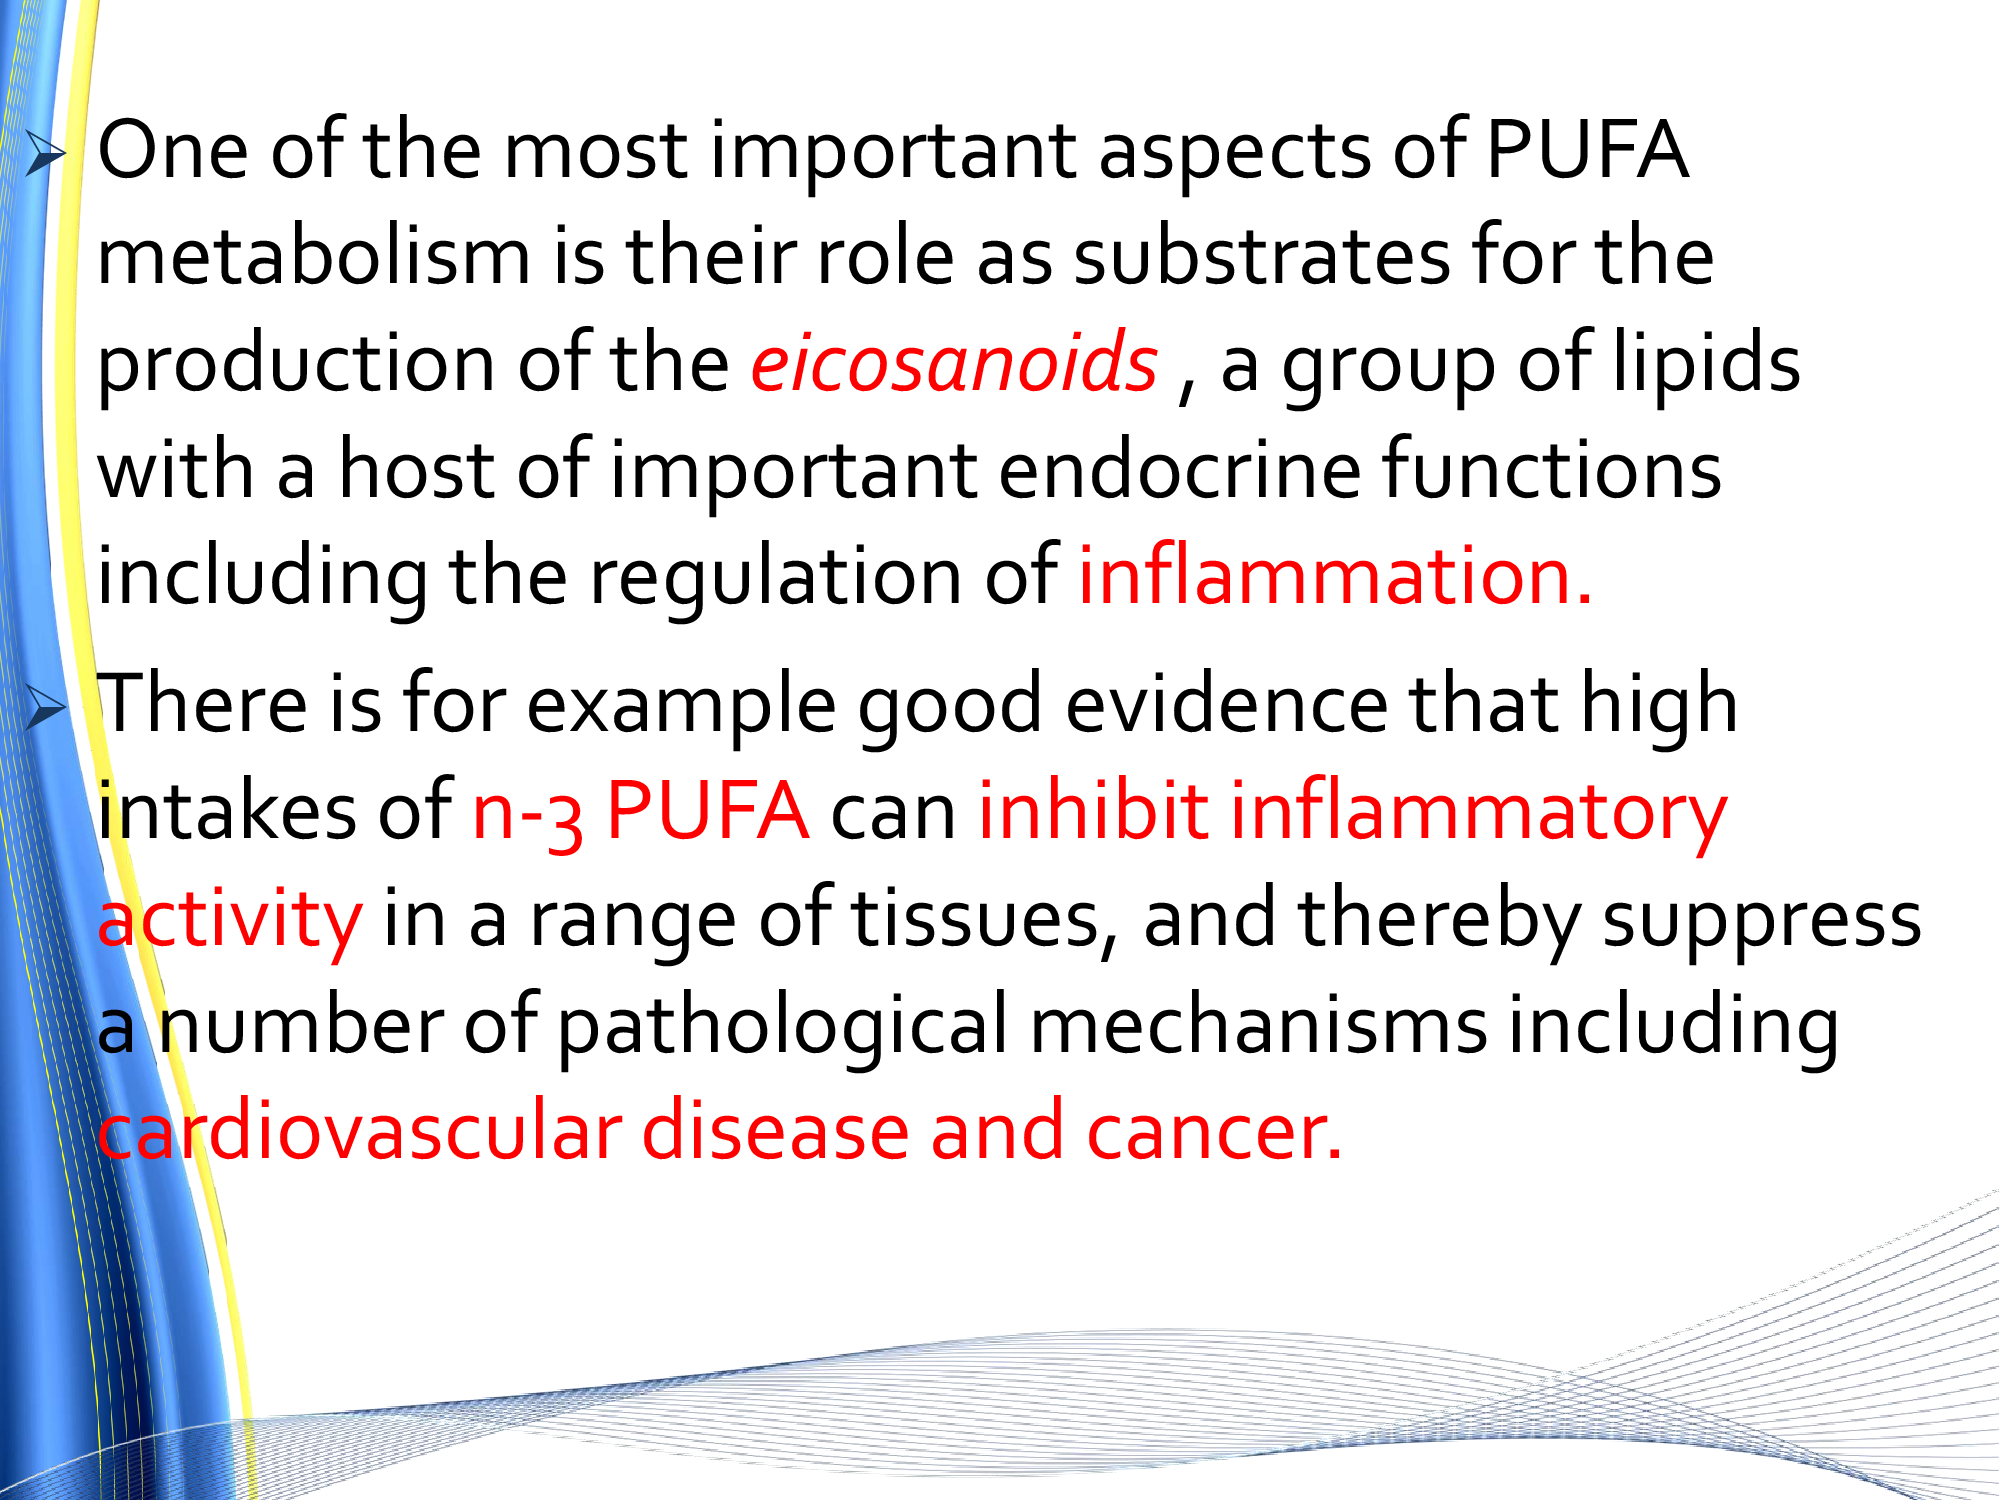 ➢ One of the most important aspects of PUFA
metabolism is their role as substrates for the
production of the eicosanoids , a group of lipids
with a host of important endocrine functions
including the regulation of inflammation.
➢ There is for example good evidence that high
intakes of n-3 PUFA can inhibit inflammatory
activity in a range of tissues, and thereby suppress
a number of pathological mechanisms including
cardiovascular disease and cancer.